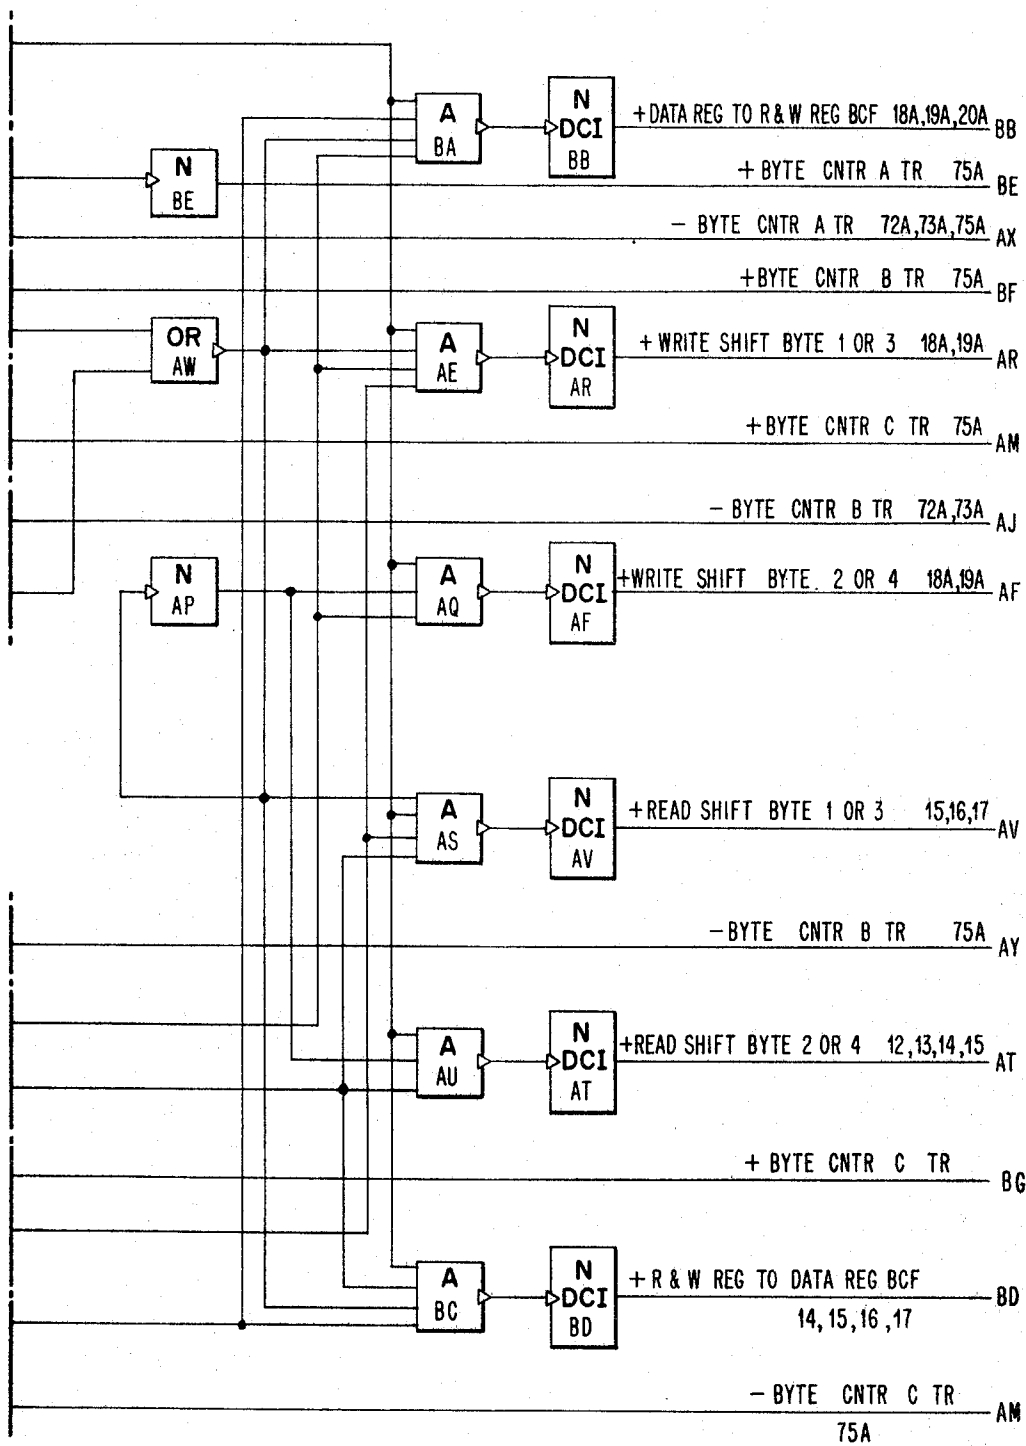 N
DCI
BB
A
BA
+DATA REG TO R & W REG BCF 18A,19A,20A BB
N
BE
+ BYTE CNTR A TR 75A BE
- BYTE CNTR A TR 72A,73A,75A AX
+BYTE CNTR B TR 75A BF
OR
AW
A
AE
N
DCI
AR
+ WRITE SHIFT BYTE 1 OR 3 18A,19A AR
+BYTE CNTR C TR 75A AM
- BYTE CNTR B TR 72A,73A AJ
N
AP
A
AQ
N
DCI
AF
+WRITE SHIFT BYTE. 2 OR 4 18A,19A AF
A
AS
N
DCI
AV
+READ SHIFT BYTE 1 OR 3 15,16,17 AV
-BYTE CNTR B TR 75A AY
A
AU
N
DCI
AT
+READ SHIFT BYTE 2 OR 4 12,13,14,15 AT
+ BYTE CNTR C TR BG
A
BC
N
DCI
BD
+ R & W REG TO DATA REG BCF BD
14,15,16,17
- BYTE CNTR C TR AM
75A